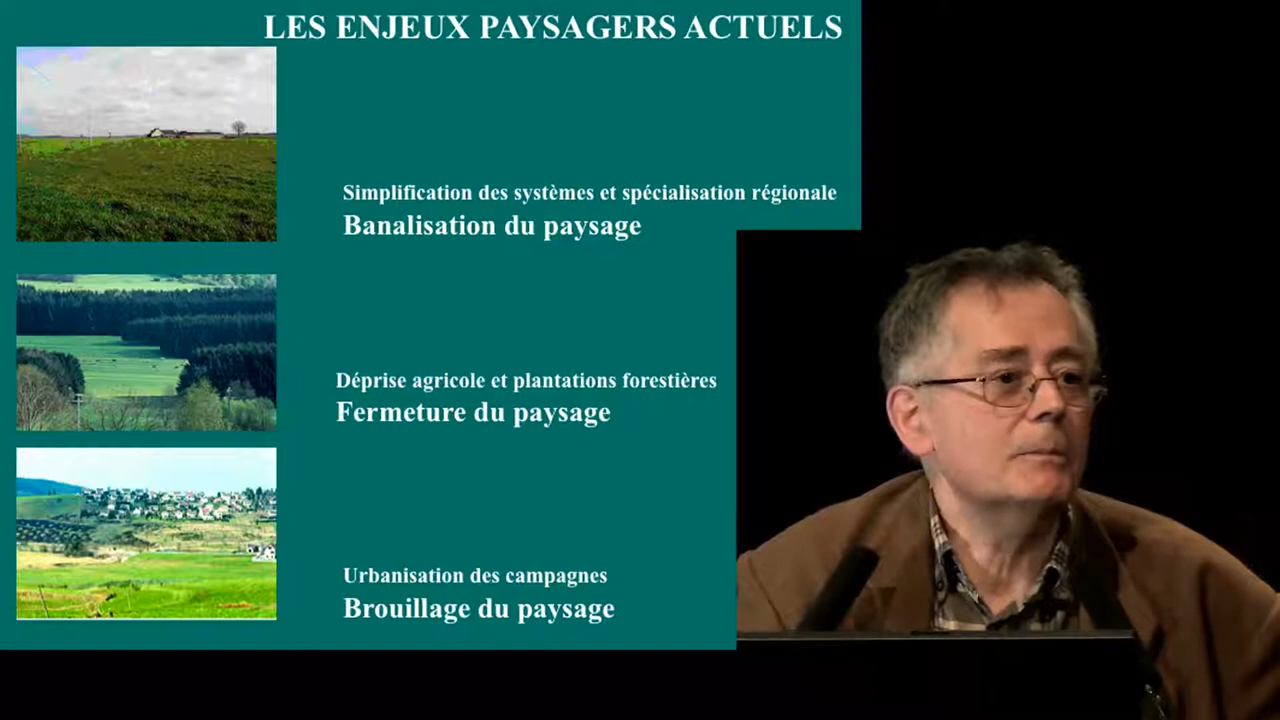 LES ENJEUX PAYSAGERS ACTUELS
Simplification des systèmes et spécialisation régionale
Banalisation du paysage
Déprise agricole et plantations forestières
Fermeture du paysage
Urbanisation des campagnes
Brouillage du paysage